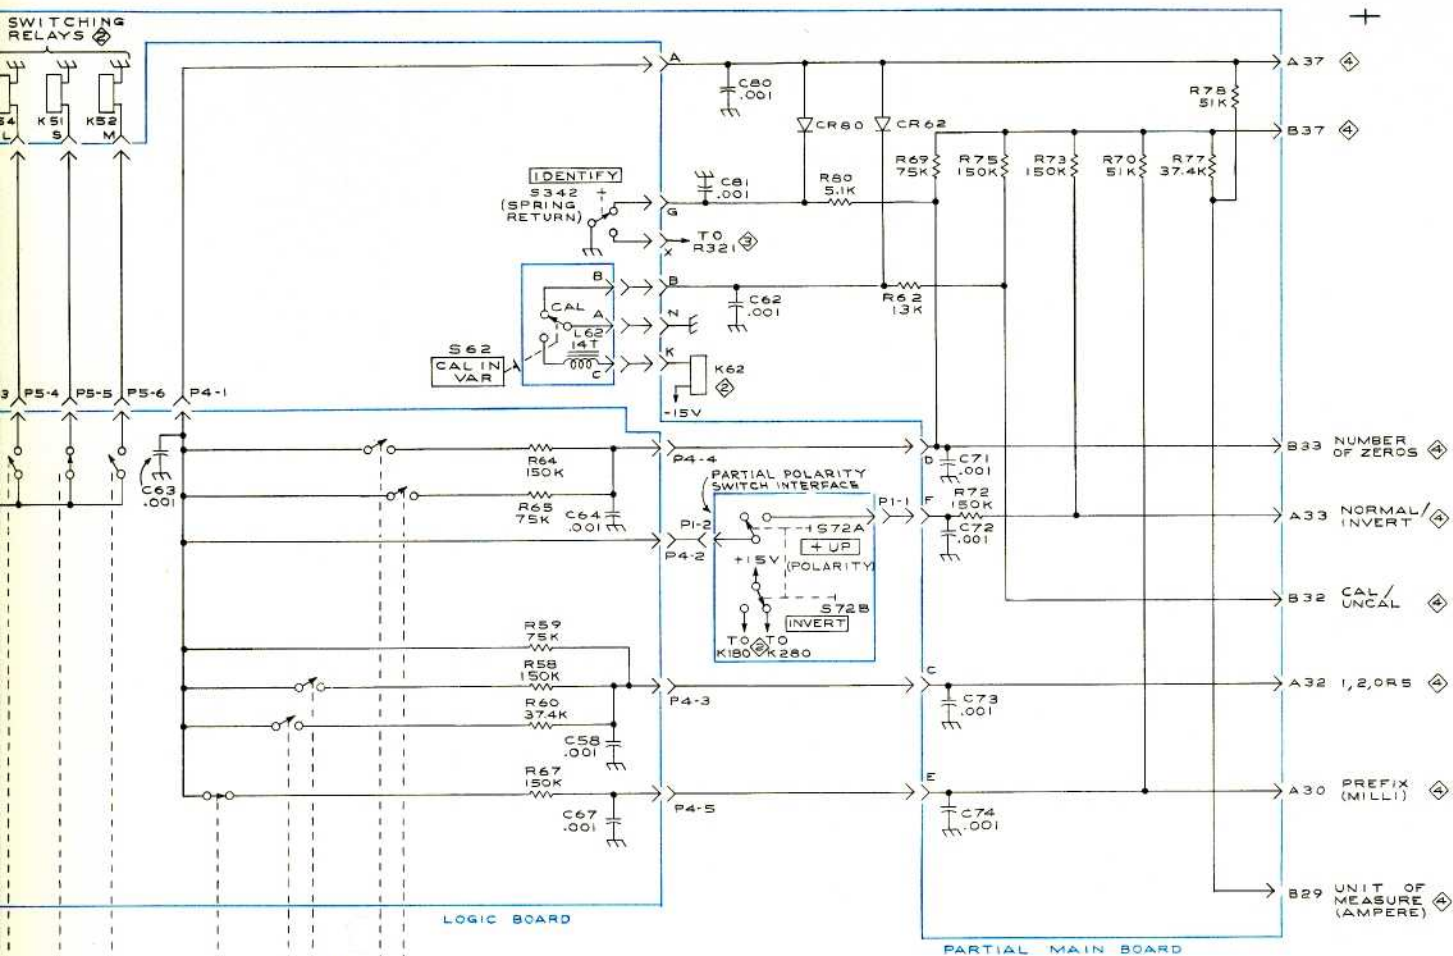 SWITCHING
RELAYS 2
K51
K52
L
S
M
A
C80
.001
CR80
CR62
R78
51K
A37 4
B37 4
R69
75K
R75
150K
R73
150K
R70
51K
R77
37.4K
IDENTIFY
S342
(SPRING
RETURN)
C81
.001
R80
5.1K
G
X
TO
R321 3
B
B
CAL
A
N
L62
14T
C
K
C62
.001
R62
13K
S62
CAL IN
VAR
K62
2
-15V
3
P5-4
P5-5
P5-6
P4-1
C63
.001
R64
150K
R65
75K
C64
.001
P4-4
D
C71
.001
B33 NUMBER
OF ZEROS 4
PARTIAL POLARITY
SWITCH INTERFACE
P1-2
P4-2
P1-1
F
R72
150K
C72
.001
A33 NORMAL/
INVERT 4
S72A
+ UP
(POLARITY)
+15V
S72B
INVERT
TO
K180
2
TO
K280
B32 CAL/
UNCAL 4
R59
75K
R58
150K
R60
37.4K
C58
.001
P4-3
C
C73
.001
A32 1,2,OR5 4
R67
150K
C67
.001
P4-5
E
C74
.001
A30 PREFIX
(MILLI) 4
B29 UNIT OF
MEASURE 4
(AMPERE)
LOGIC BOARD
PARTIAL MAIN BOARD